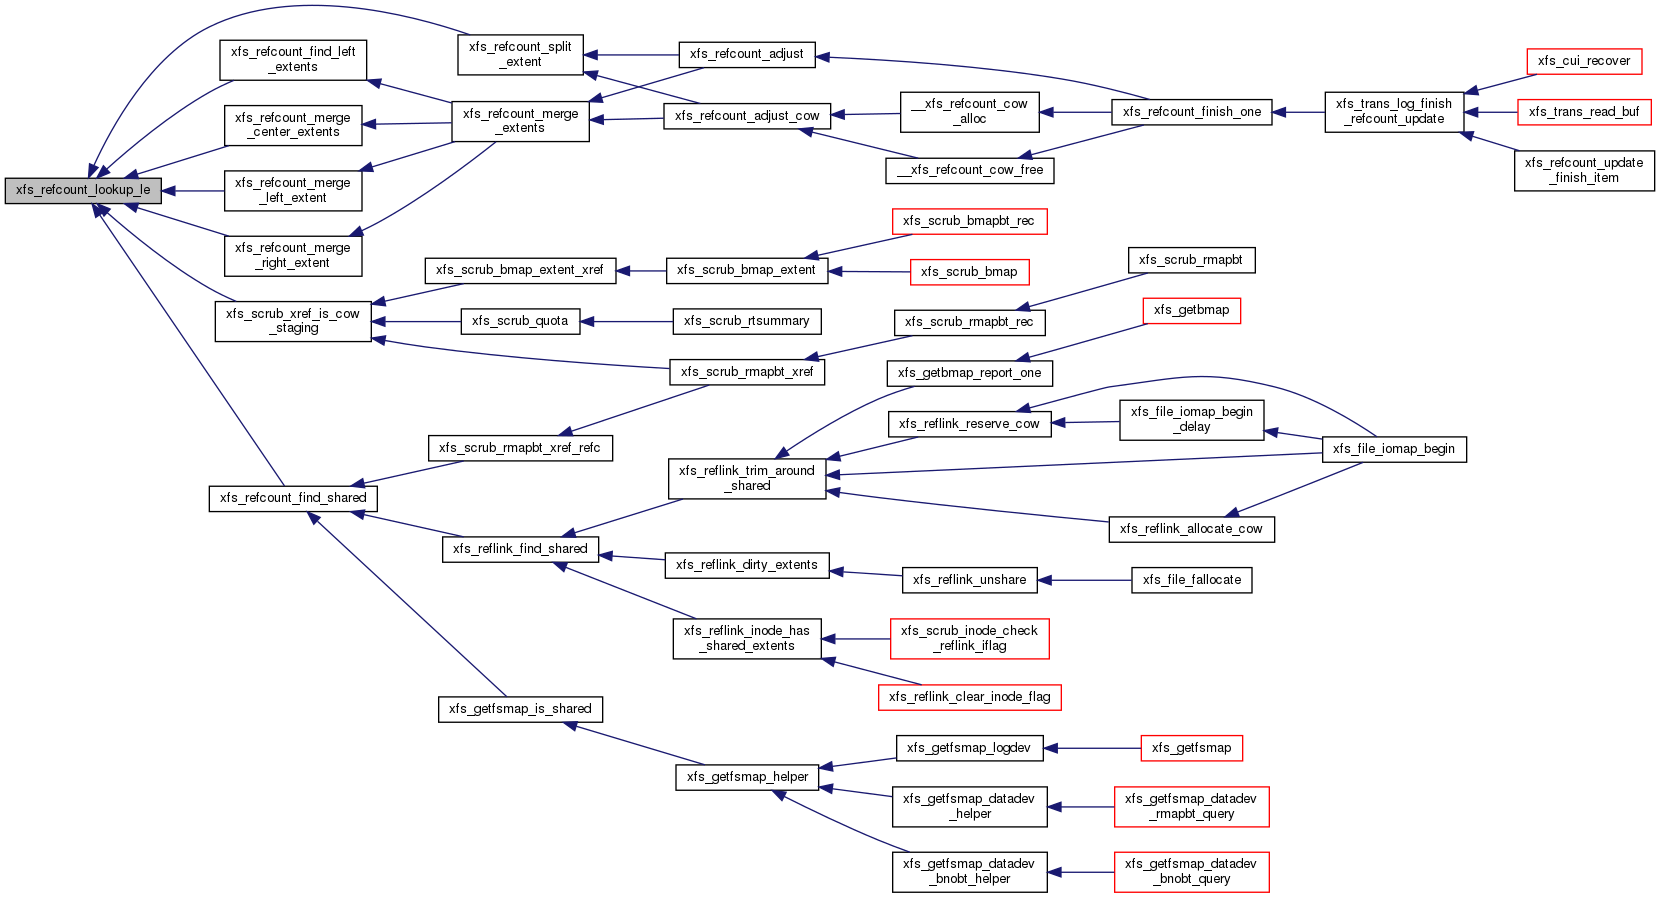 xfs_refcount_lookup_le
xfs_refcount_find_left
_extents
xfs_refcount_merge
_center_extents
xfs_refcount_merge
_left_extent
xfs_refcount_merge
_right_extent
xfs_scrub_xref_is_cow
_staging
xfs_refcount_find_shared
xfs_refcount_split
_extent
xfs_refcount_merge
_extents
xfs_scrub_bmap_extent_xref
xfs_scrub_quota
xfs_scrub_rmapbt_xref_refc
xfs_reflink_find_shared
xfs_getfsmap_is_shared
xfs_refcount_adjust
xfs_refcount_adjust_cow
xfs_scrub_bmap_extent
xfs_scrub_rtsummary
xfs_scrub_rmapbt_xref
xfs_reflink_trim_around
_shared
xfs_reflink_dirty_extents
xfs_reflink_inode_has
_shared_extents
xfs_getfsmap_helper
__xfs_refcount_cow
_alloc
__xfs_refcount_cow_free
xfs_scrub_bmapbt_rec
xfs_scrub_bmap
xfs_scrub_rmapbt_rec
xfs_getbmap_report_one
xfs_reflink_reserve_cow
xfs_reflink_unshare
xfs_scrub_inode_check
_reflink_iflag
xfs_reflink_clear_inode_flag
xfs_getfsmap_logdev
xfs_getfsmap_datadev
_helper
xfs_getfsmap_datadev
_bnobt_helper
xfs_refcount_finish_one
xfs_scrub_rmapbt
xfs_getbmap
xfs_file_iomap_begin
_delay
xfs_reflink_allocate_cow
xfs_file_fallocate
xfs_getfsmap
xfs_getfsmap_datadev
_rmapbt_query
xfs_getfsmap_datadev
_bnobt_query
xfs_trans_log_finish
_refcount_update
xfs_file_iomap_begin
xfs_cui_recover
xfs_trans_read_buf
xfs_refcount_update
_finish_item